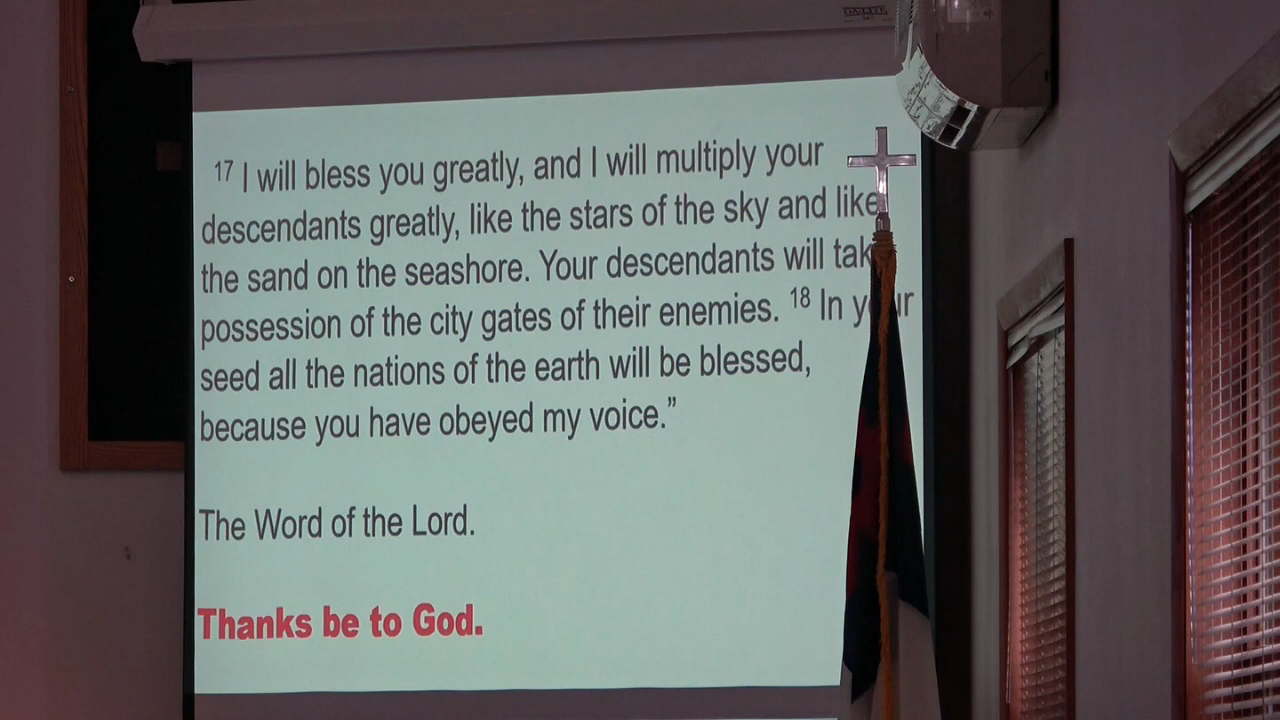 17 I will bless you greatly, and I will multiply your
descendants greatly, like the stars of the sky and like
the sand on the seashore. Your descendants will tak
possession of the city gates of their enemies. 18 In your
seed all the nations of the earth will be blessed,
because you have obeyed my voice.”
The Word of the Lord.
Thanks be to God.